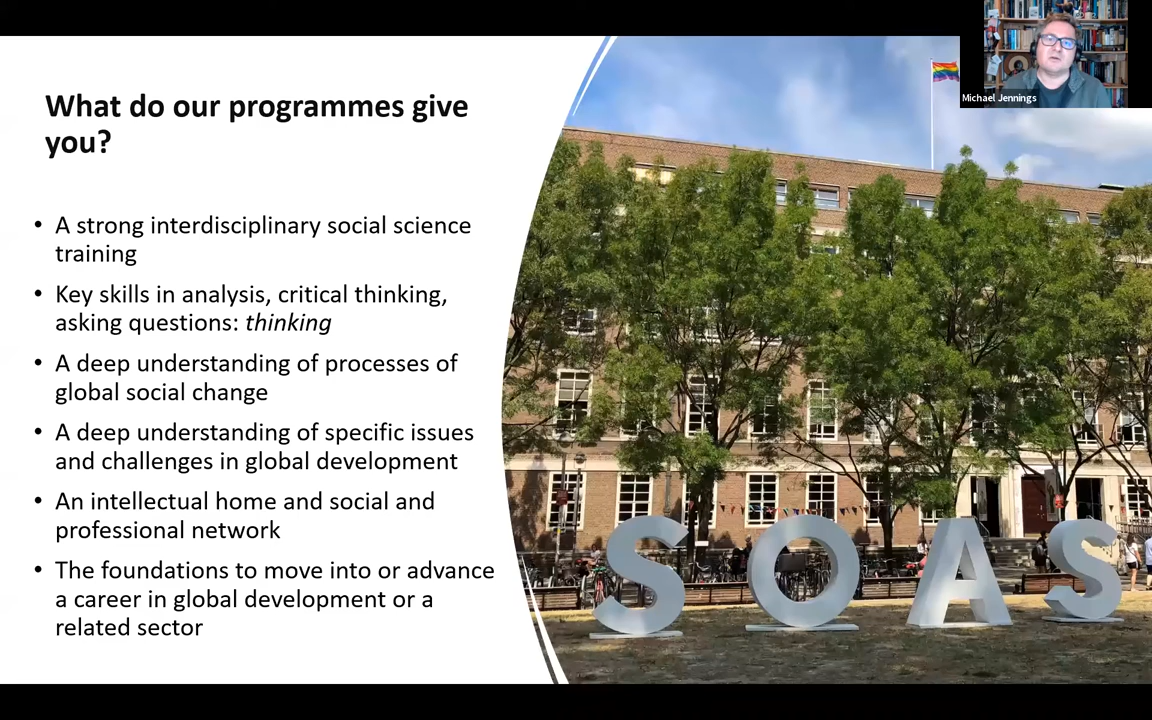 Michael Jennings
What do our programmes give
you?
• A strong interdisciplinary social science
training
• Key skills in analysis, critical thinking,
asking questions: thinking
• A deep understanding of processes of
global social change
• A deep understanding of specific issues
and challenges in global development
• An intellectual home and social and
professional network
• The foundations to move into or advance
a career in global development or a
related sector
SOAS